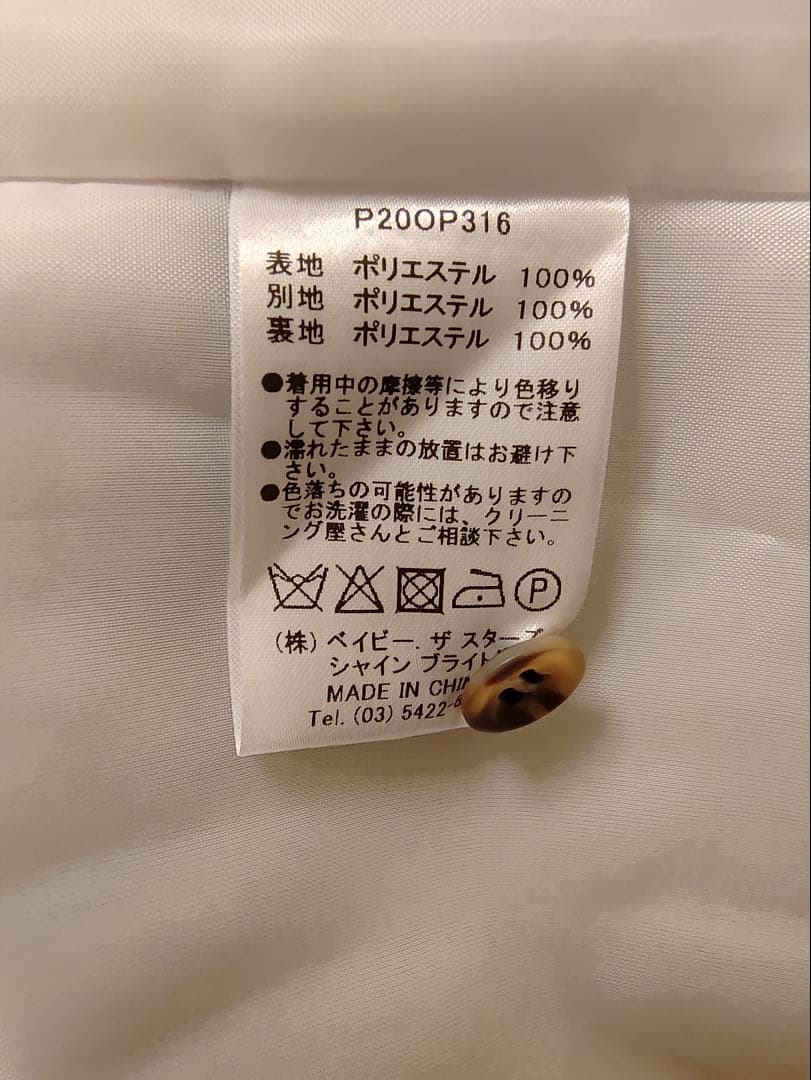 P20OP316
表地 ポリエステル 100%
別地 ポリエステル 100%
裏地 ポリエステル 100%
●着用中の摩擦等により色移り
することがありますので注意
して下さい。
●濡れたままの放置はお避け下
さい。
●色落ちの可能性がありますの
でお洗濯の際には、クリーニ
ング屋さんとご相談下さい。
P
(株) ベイビー. ザ スターズ
シャイン ブライト
MADE IN
Tel. (03) 5422-